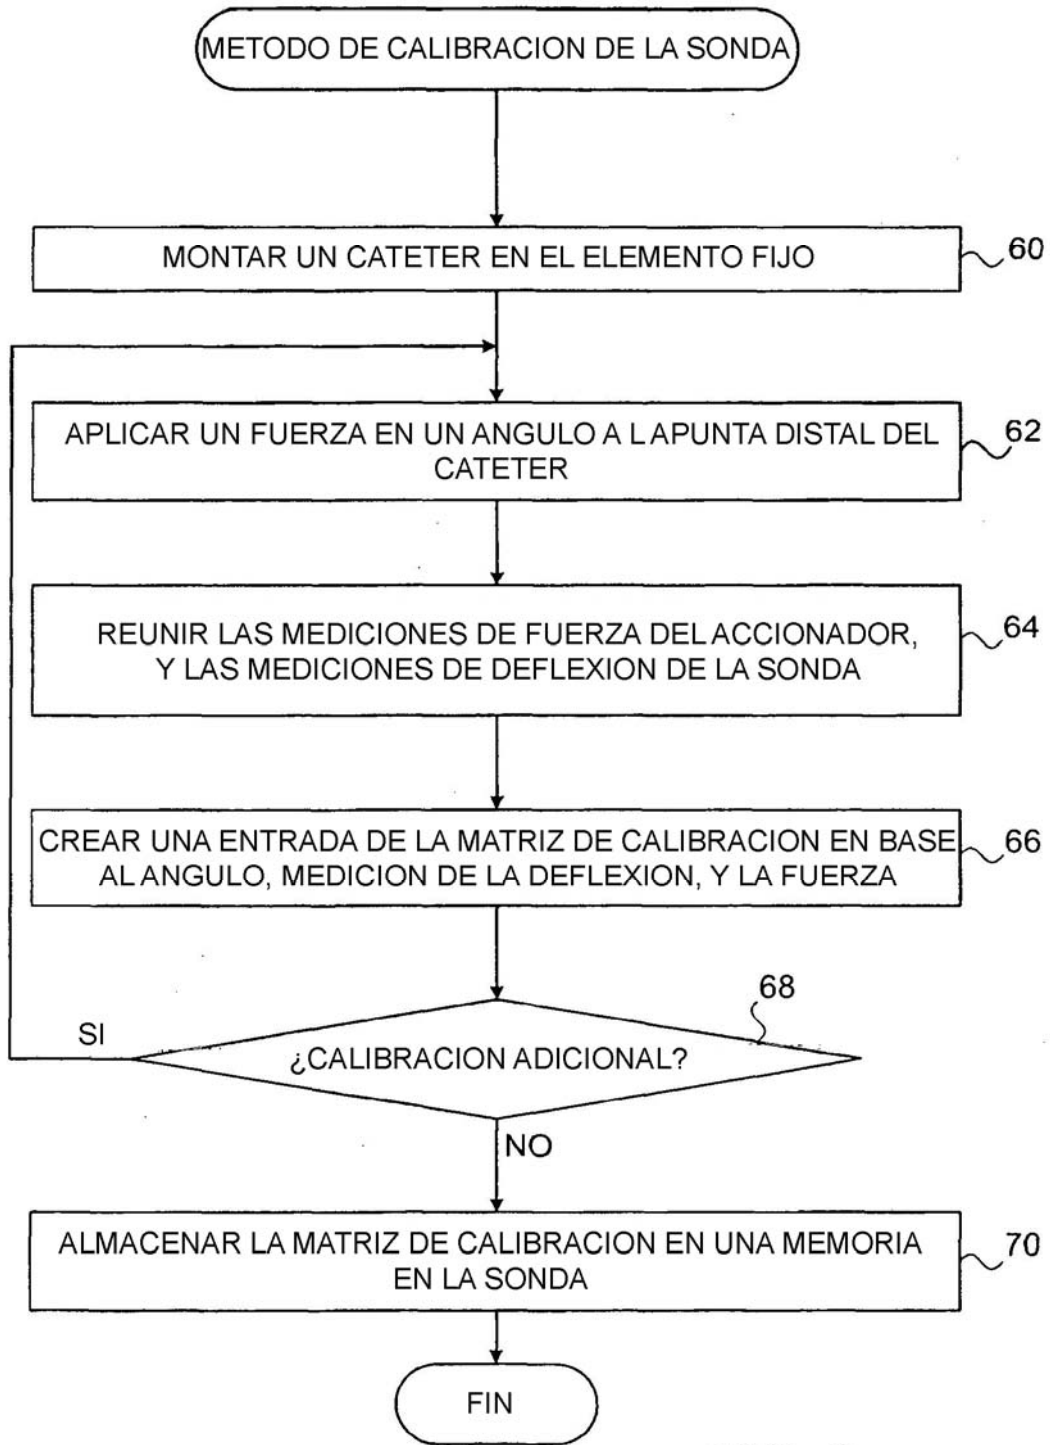 METODO DE CALIBRACION DE LA SONDA
MONTAR UN CATETER EN EL ELEMENTO FIJO
60
APLICAR UN FUERZA EN UN ANGULO A LAPUNTA DISTAL DEL
CATETER
62
REUNIR LAS MEDICIONES DE FUERZA DEL ACCIONADOR,
Y LAS MEDICIONES DE DEFLEXION DE LA SONDA
64
CREAR UNA ENTRADA DE LA MATRIZ DE CALIBRACION EN BASE
AL ANGULO, MEDICION DE LA DEFLEXION, Y LA FUERZA
66
68
SI
¿CALIBRACION ADICIONAL?
NO
ALMACENAR LA MATRIZ DE CALIBRACION EN UNA MEMORIA
EN LA SONDA
70
FIN